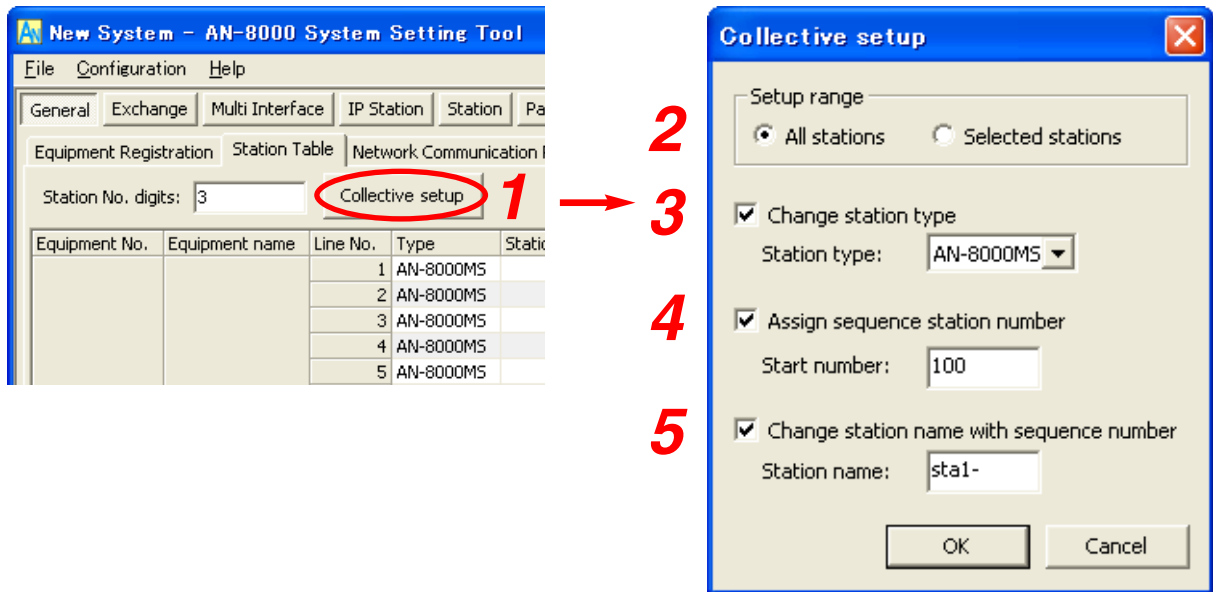 New System - AN-8000 System Setting Tool
File Configuration Help
General Exchange Multi Interface IP Station Station Pa
Equipment Registration Station Table Network Communication
Station No. digits: 3 Collective setup 1
Equipment No. Equipment name Line No. Type Static
1 AN-8000MS
2 AN-8000MS
3 AN-8000MS
4 AN-8000MS
5 AN-8000MS
Collective setup
Setup range
2 All stations Selected stations
3 Change station type
Station type: AN-8000MS
4 Assign sequence station number
Start number: 100
5 Change station name with sequence number
Station name: sta1-
OK Cancel